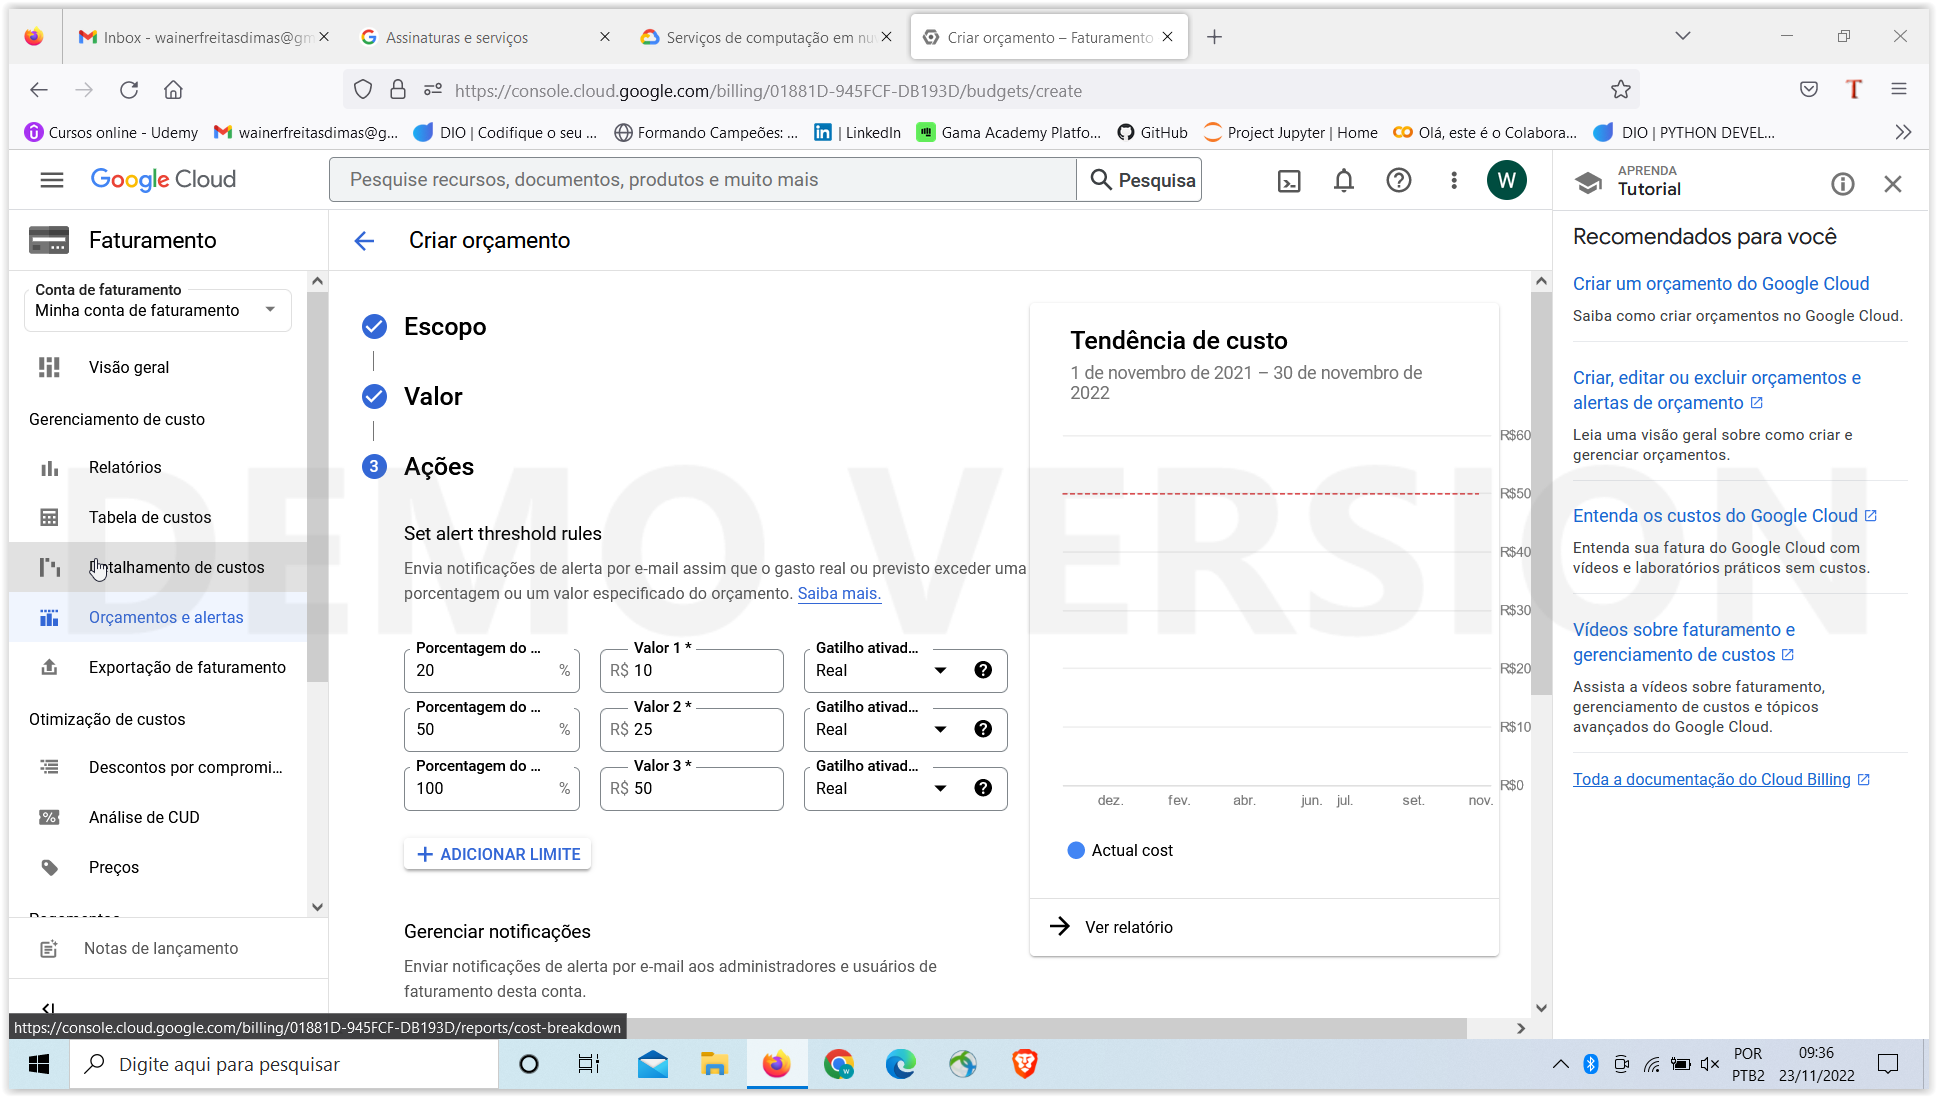 Inbox - wainerfreitasdimas@gm
Assinaturas e serviços
Serviços de computação em nuv
Criar orçamento – Faturamento
https://console.cloud.google.com/billing/01881D-945FCF-DB193D/budgets/create
Cursos online - Udemy
wainerfreitasdimas@g...
DIO | Codifique o seu ...
Formando Campeões: ...
| LinkedIn
Gama Academy Platfo...
GitHub
Project Jupyter | Home
Olá, este é o Colabora...
DIO | PYTHON DEVEL...
Google Cloud
Pesquise recursos, documentos, produtos e muito mais
Pesquisa
W
APRENDA
Tutorial
Faturamento
Conta de faturamento
Minha conta de faturamento
Visão geral
Gerenciamento de custo
Relatórios
Tabela de custos
Detalhamento de custos
Orçamentos e alertas
Exportação de faturamento
Otimização de custos
Descontos por compromi...
Análise de CUD
Preços
Pagamentos
Notas de lançamento
Criar orçamento
Escopo
Valor
3
Ações
Set alert threshold rules
Envia notificações de alerta por e-mail assim que o gasto real ou previsto exceder uma
porcentagem ou um valor especificado do orçamento. Saiba mais.
Porcentagem do ...
20 %
Valor 1 *
R$ 10
Gatilho ativad...
Real
Porcentagem do ...
50 %
Valor 2 *
R$ 25
Gatilho ativad...
Real
Porcentagem do ...
100 %
Valor 3 *
R$ 50
Gatilho ativad...
Real
+ ADICIONAR LIMITE
Gerenciar notificações
Enviar notificações de alerta por e-mail aos administradores e usuários de
faturamento desta conta.
Tendência de custo
1 de novembro de 2021 – 30 de novembro de
2022
R$60
R$50
R$40
R$30
R$20
R$10
R$0
dez. fev. abr. jun. jul. set. nov.
Actual cost
Ver relatório
Recomendados para você
Criar um orçamento do Google Cloud
Saiba como criar orçamentos no Google Cloud.
Criar, editar ou excluir orçamentos e
alertas de orçamento
Leia uma visão geral sobre como criar e
gerenciar orçamentos.
Entenda os custos do Google Cloud
Entenda sua fatura do Google Cloud com
vídeos e laboratórios práticos sem custos.
Vídeos sobre faturamento e
gerenciamento de custos
Assista a vídeos sobre faturamento,
gerenciamento de custos e tópicos
avançados do Google Cloud.
Toda a documentação do Cloud Billing
DEMO VERSION
https://console.cloud.google.com/billing/01881D-945FCF-DB193D/reports/cost-breakdown
Digite aqui para pesquisar
POR
PTB2
09:36
23/11/2022